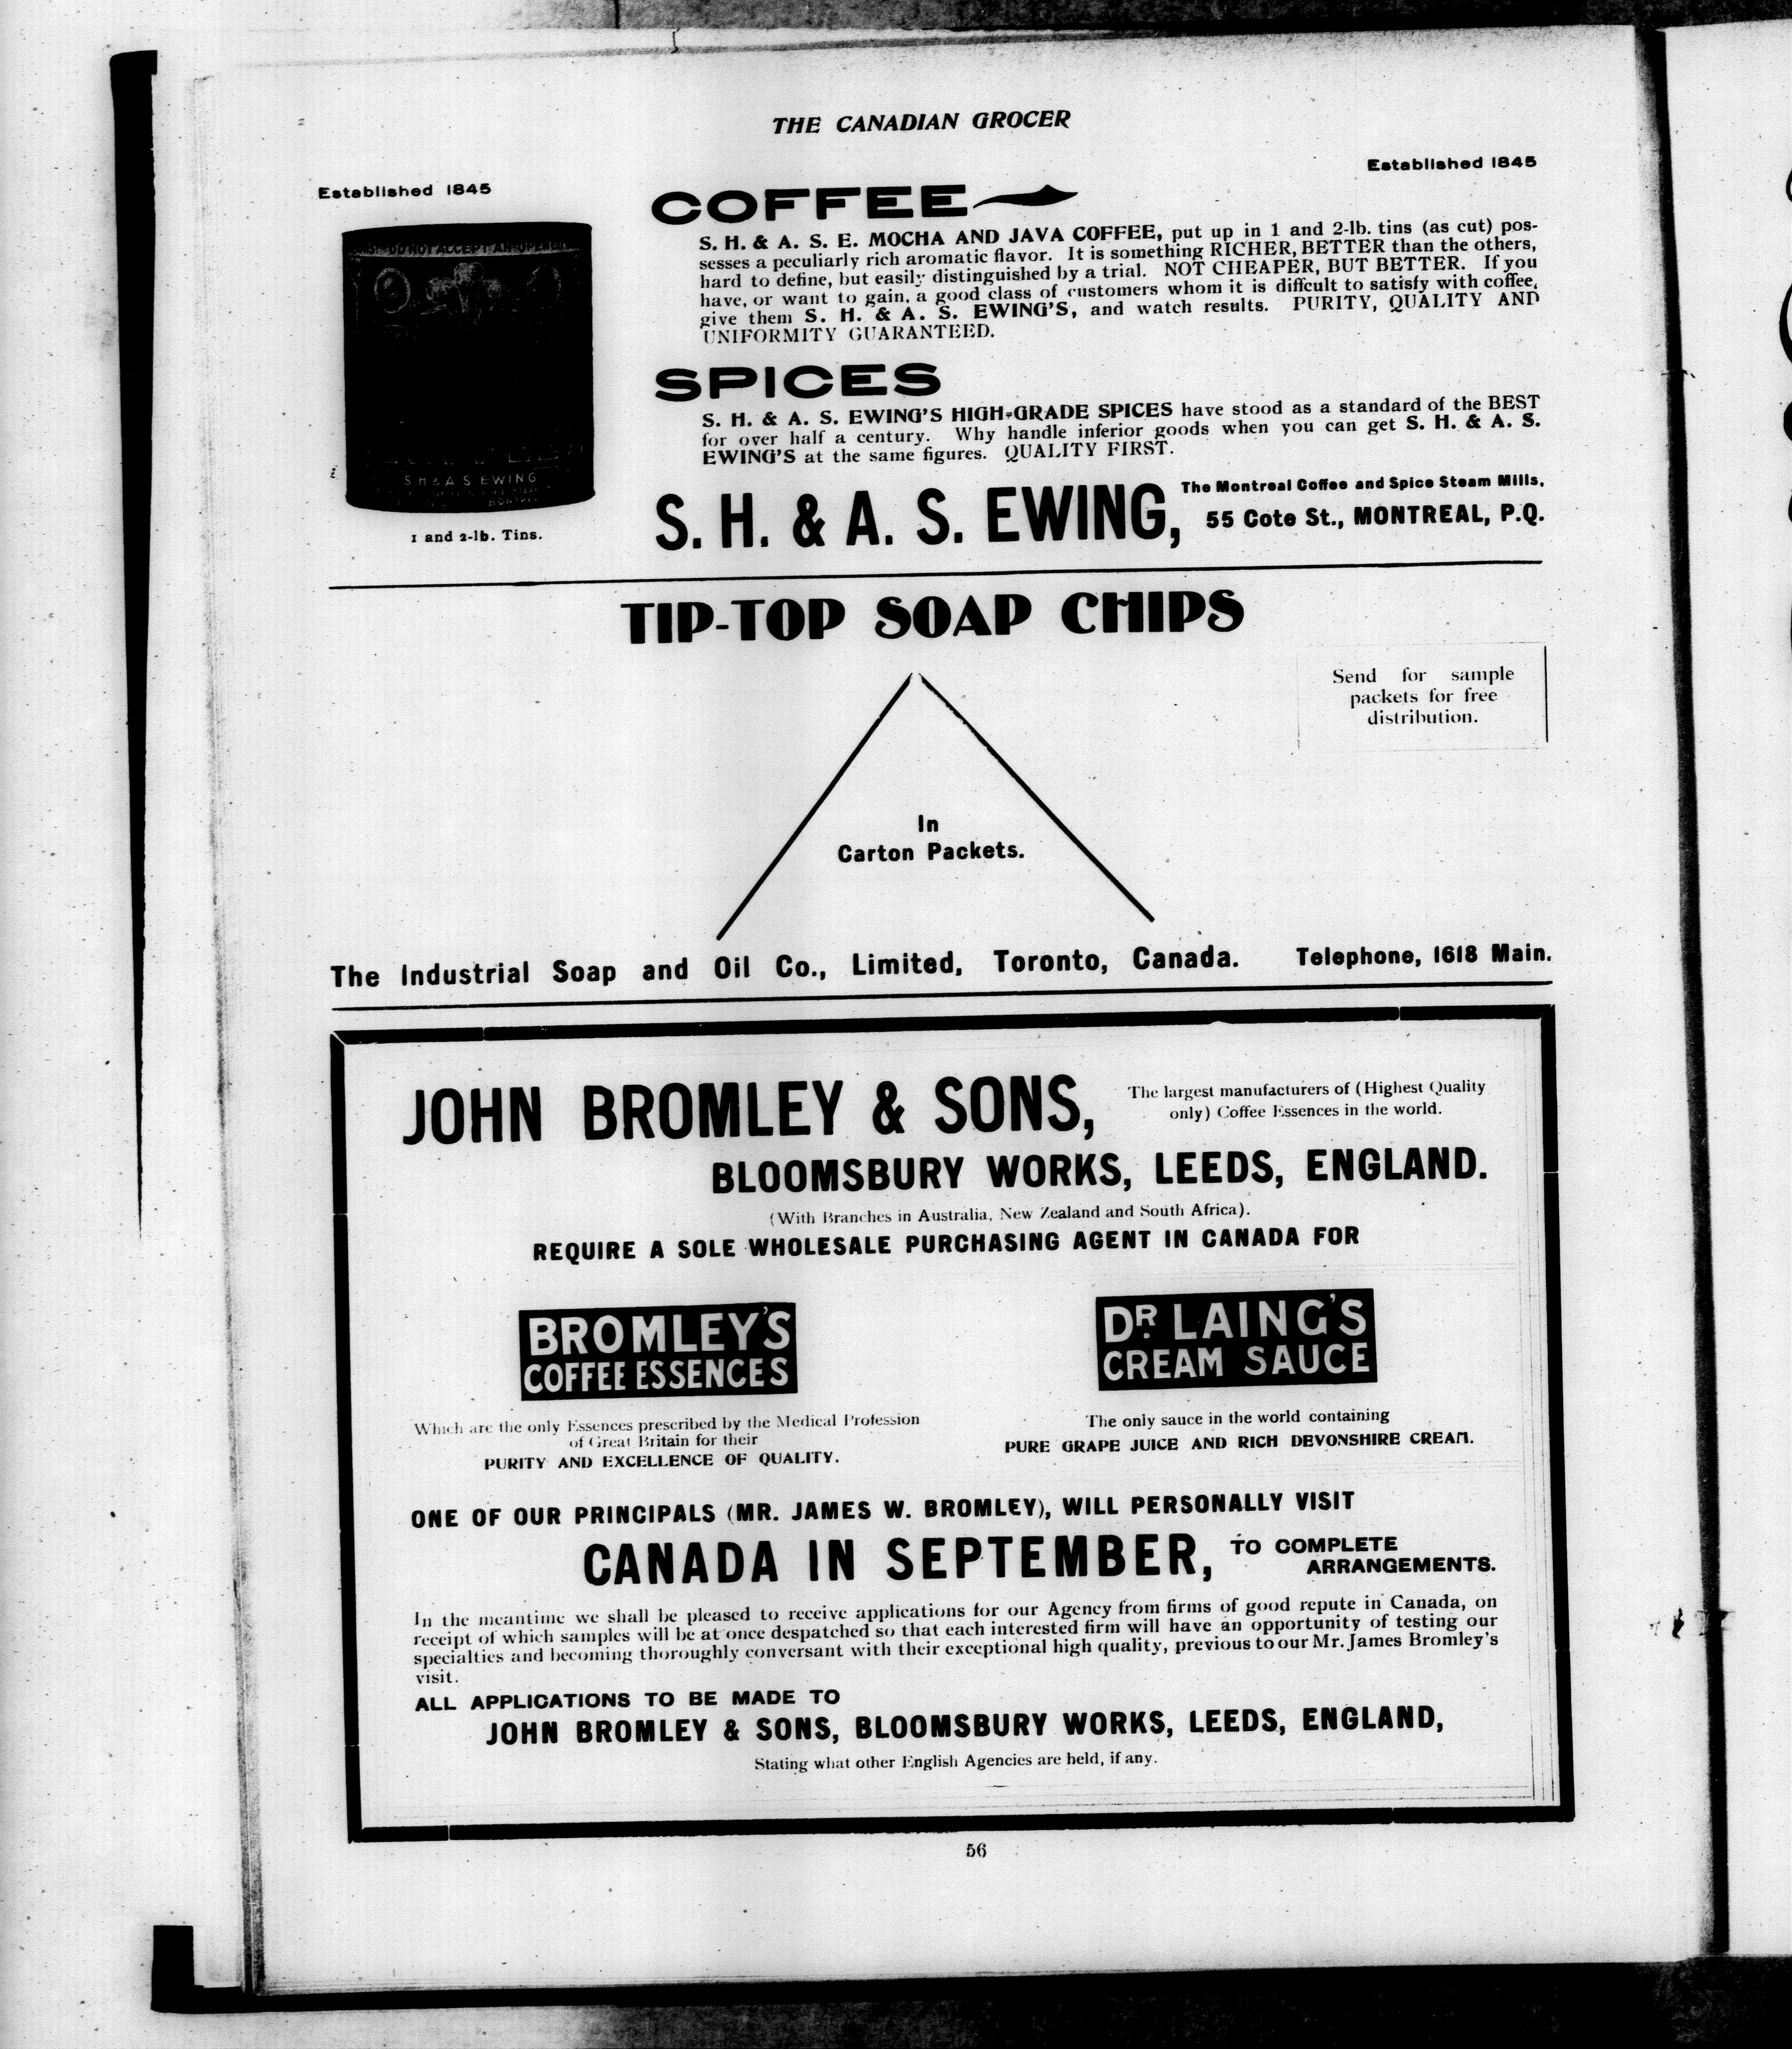 THE CANADIAN GROCER
Established 1845
Established 1845
DO NOT ACCEPT
S H & A S EWING
1 and 2-lb. Tins.
COFFEE
S. H. & A. S. E. MOCHA AND JAVA COFFEE, put up in 1 and 2-lb. tins (as cut) pos-
sesses a peculiarly rich aromatic flavor. It is something RICHER, BETTER than the others,
hard to define, but easily distinguished by a trial. NOT CHEAPER, BUT BETTER. If you
have, or want to gain, a good class of customers whom it is diffcult to satisfy with coffee,
give them S. H. & A. S. EWING'S, and watch results. PURITY, QUALITY AND
UNIFORMITY GUARANTEED.
SPICES
S. H. & A. S. EWING'S HIGH-GRADE SPICES have stood as a standard of the BEST
for over half a century. Why handle inferior goods when you can get S. H. & A. S.
EWING'S at the same figures. QUALITY FIRST.
S. H. & A. S. EWING,
The Montreal Coffee and Spice Steam Mills,
55 Cote St., MONTREAL, P.Q.
TIP-TOP SOAP CHIPS
Send for sample
packets for free
distribution.
In
Carton Packets.
The Industrial Soap and Oil Co., Limited, Toronto, Canada. Telephone, 1618 Main.
JOHN BROMLEY & SONS,
The largest manufacturers of (Highest Quality
only) Coffee Essences in the world.
BLOOMSBURY WORKS, LEEDS, ENGLAND.
(With Branches in Australia, New Zealand and South Africa).
REQUIRE A SOLE WHOLESALE PURCHASING AGENT IN CANADA FOR
BROMLEY'S
COFFEE ESSENCES
Which are the only Essences prescribed by the Medical Profession
of Great Britain for their
PURITY AND EXCELLENCE OF QUALITY.
DR. LAING'S
CREAM SAUCE
The only sauce in the world containing
PURE GRAPE JUICE AND RICH DEVONSHIRE CREAM.
ONE OF OUR PRINCIPALS (MR. JAMES W. BROMLEY), WILL PERSONALLY VISIT
CANADA IN SEPTEMBER,
TO COMPLETE
ARRANGEMENTS.
In the meantime we shall be pleased to receive applications for our Agency from firms of good repute in Canada, on
receipt of which samples will be at once despatched so that each interested firm will have an opportunity of testing our
specialties and becoming thoroughly conversant with their exceptional high quality, previous to our Mr. James Bromley's
visit.
ALL APPLICATIONS TO BE MADE TO
JOHN BROMLEY & SONS, BLOOMSBURY WORKS, LEEDS, ENGLAND,
Stating what other English Agencies are held, if any.
56